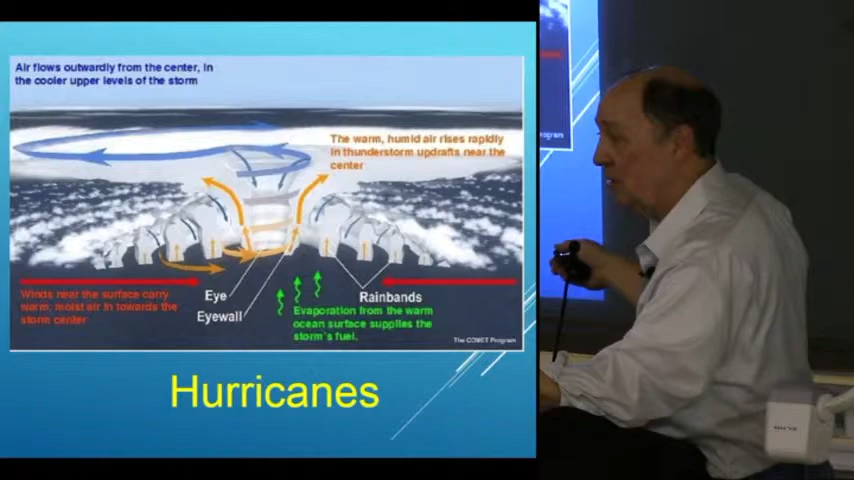 Air flows outwardly from the center, in
the cooler upper levels of the storm
The warm, humid air rises rapidly
in thunderstorm updrafts near the
center
Winds near the surface carry
warm, moist air in towards the
storm center
Eye
Eyewall
Rainbands
Evaporation from the warm
ocean surface supplies the
storm's fuel.
The COMET Program
Hurricanes
rogram